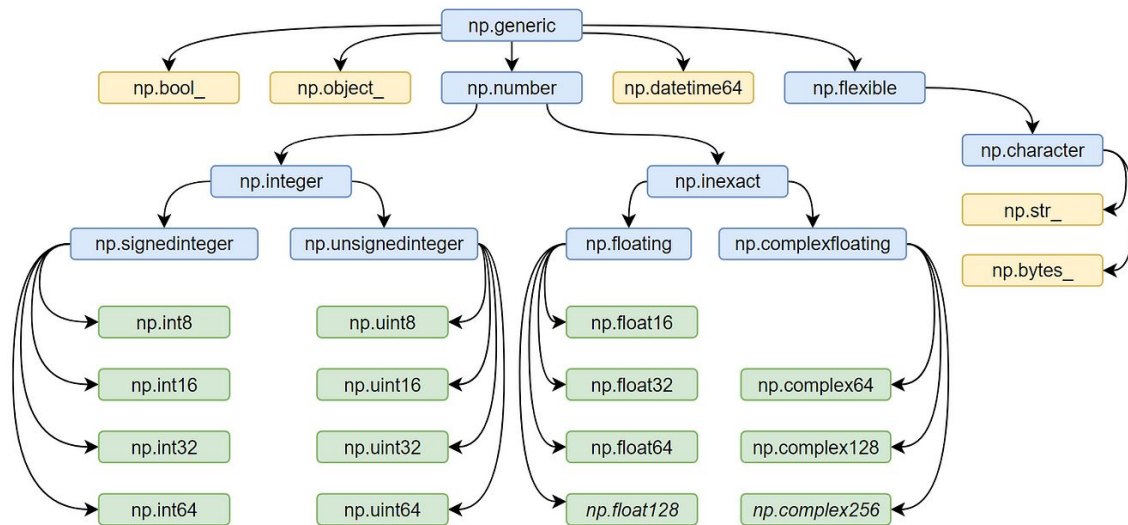 np.generic
np.bool_
np.object_
np.number
np.datetime64
np.flexible
np.character
np.integer
np.inexact
np.str_
np.signedinteger
np.unsignedinteger
np.floating
np.complexfloating
np.bytes_
np.int8
np.uint8
np.float16
np.int16
np.uint16
np.float32
np.complex64
np.int32
np.uint32
np.float64
np.complex128
np.int64
np.uint64
np.float128
np.complex256